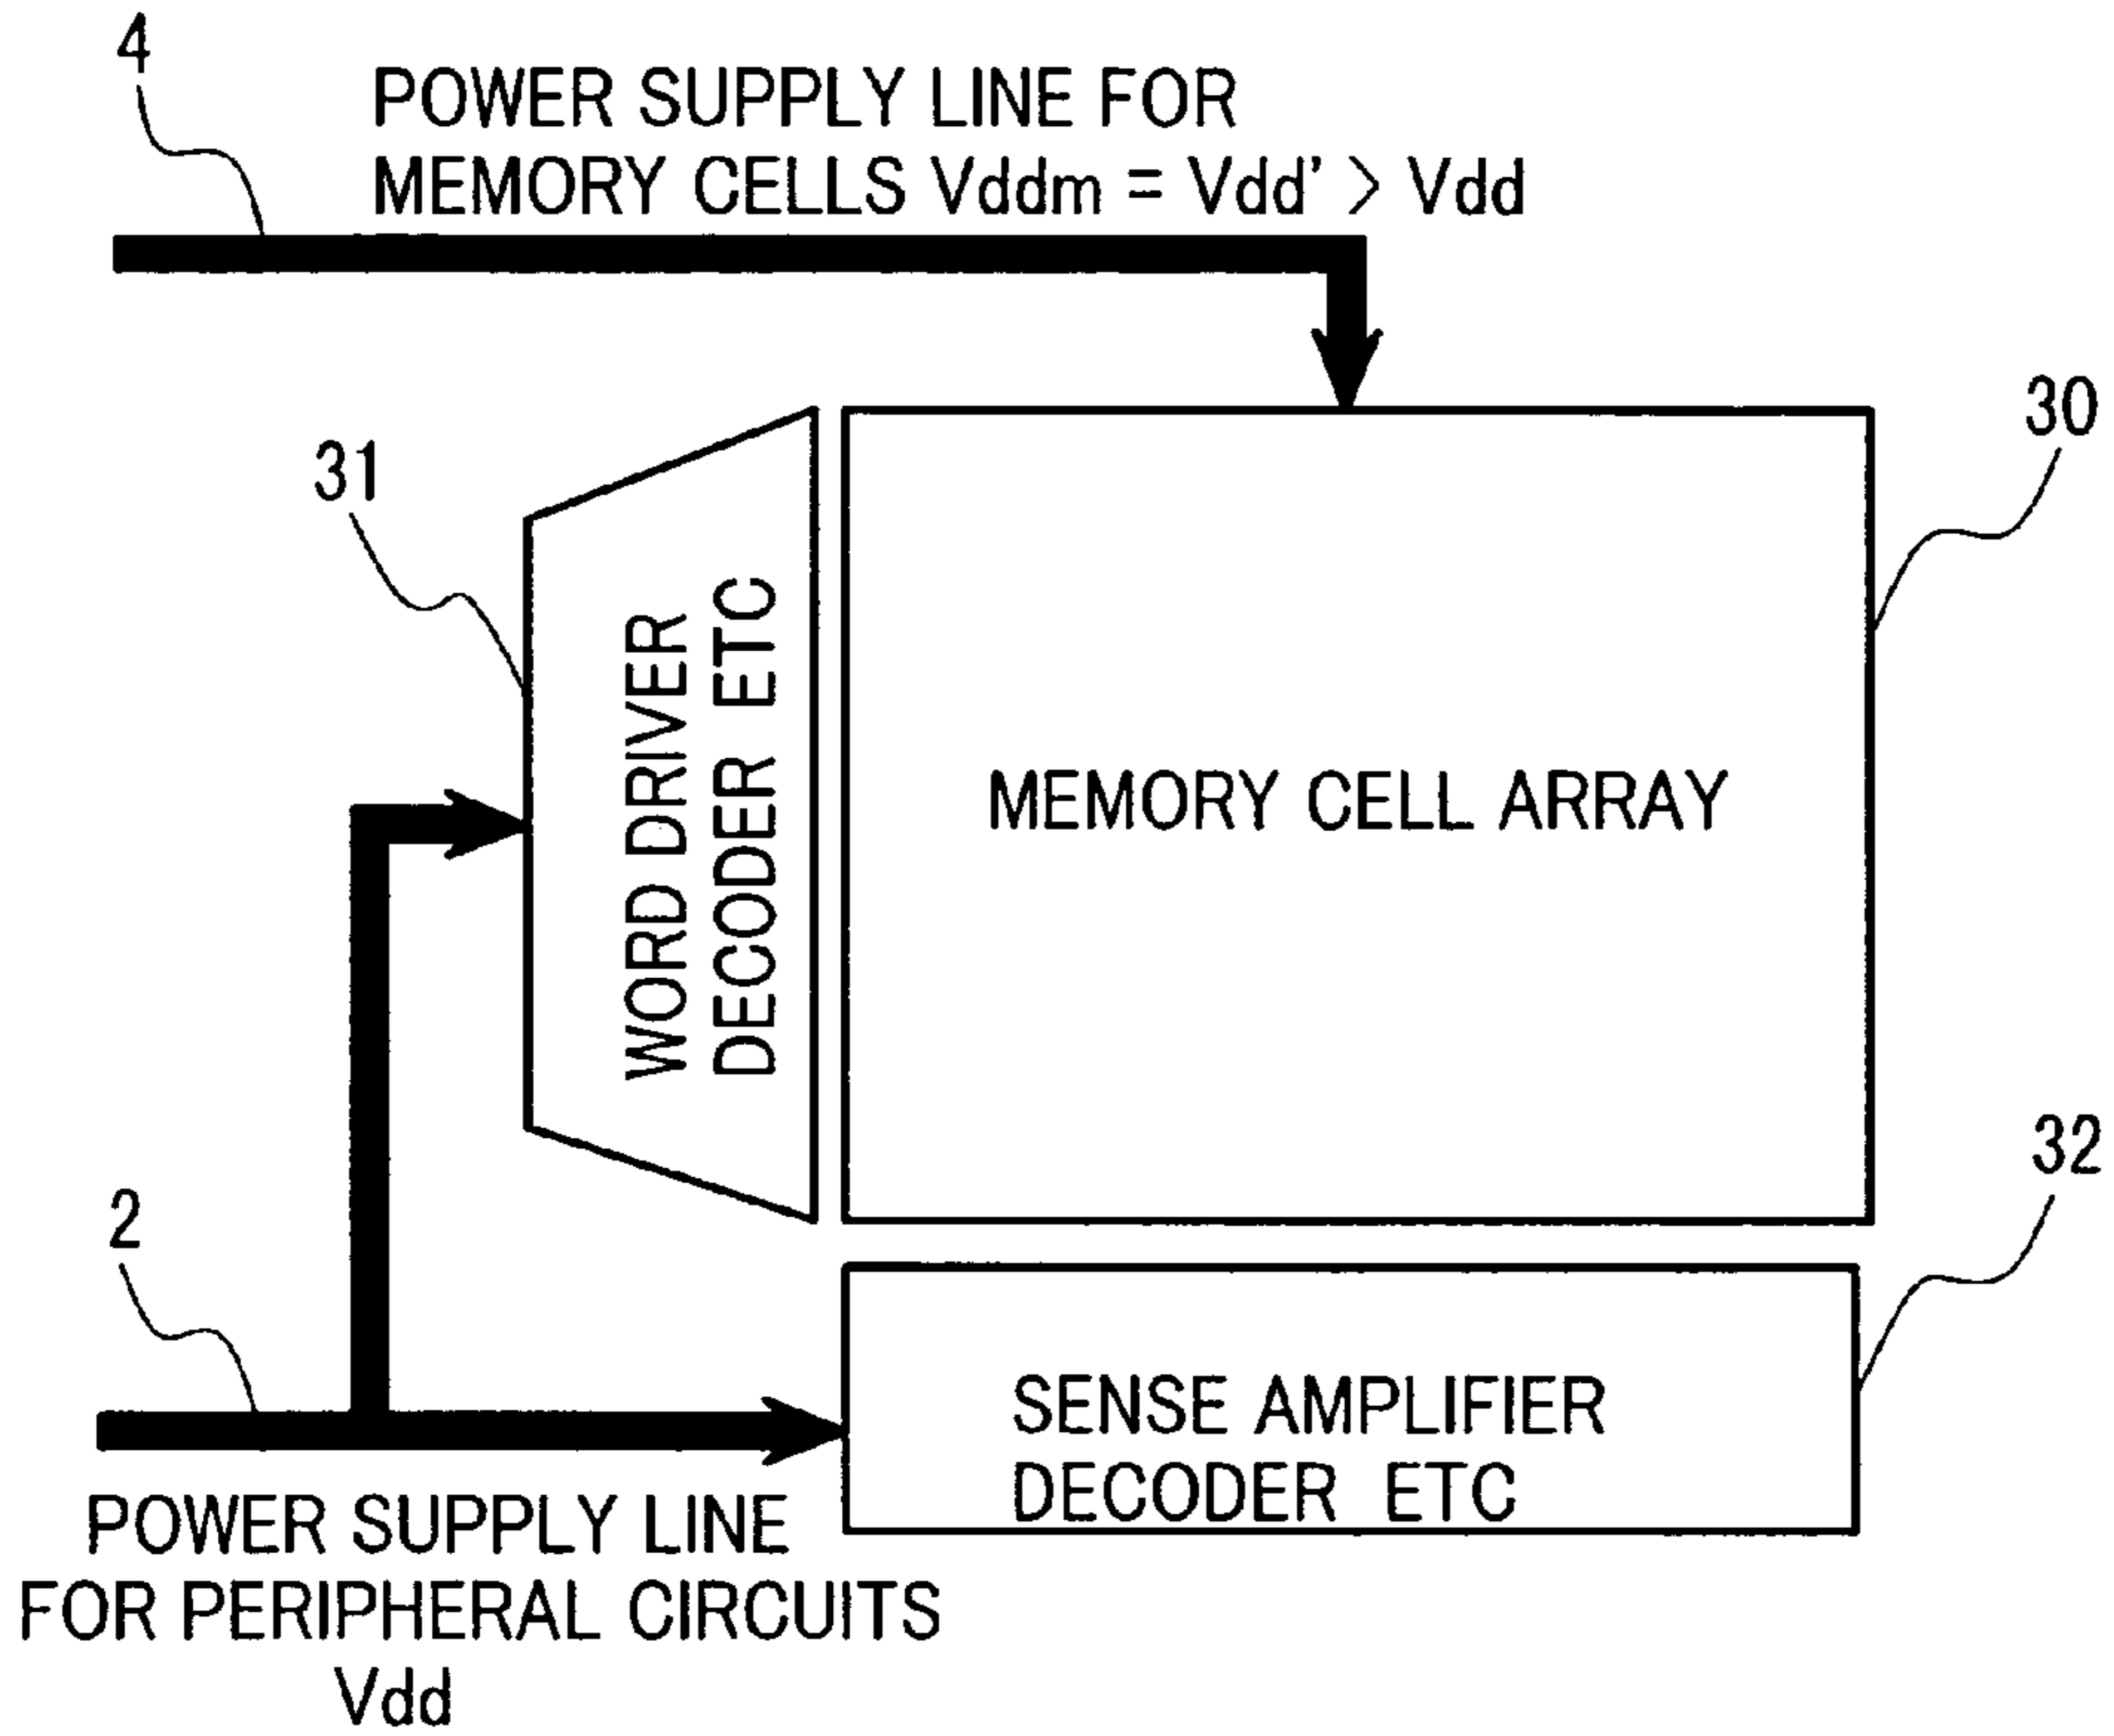 4
POWER SUPPLY LINE FOR
MEMORY CELLS Vddm = Vdd' > Vdd
30
31
WORD DRIVER
DECODER ETC
MEMORY CELL ARRAY
32
2
SENSE AMPLIFIER
DECODER ETC
POWER SUPPLY LINE
FOR PERIPHERAL CIRCUITS
Vdd